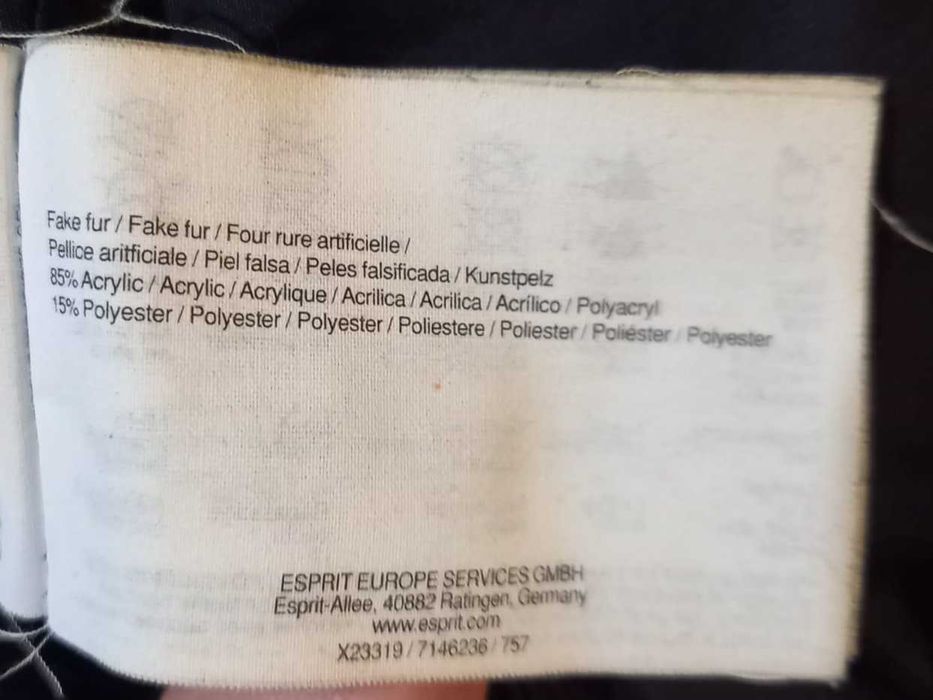 Fake fur / Fake fur / Four rure artificielle /
Pellice aritficiale / Piel falsa / Peles falsificada / Kunstpelz
85% Acrylic / Acrylic / Acrylique / Acrilica / Acrilica / Acrílico / Polyacryl
15% Polyester / Polyester / Polyester / Poliestere / Poliester / Poliéster / Polyester
ESPRIT EUROPE SERVICES GMBH
Esprit-Allee, 40882 Ratingen, Germany
www.esprit.com
X23319 / 7146236 / 757